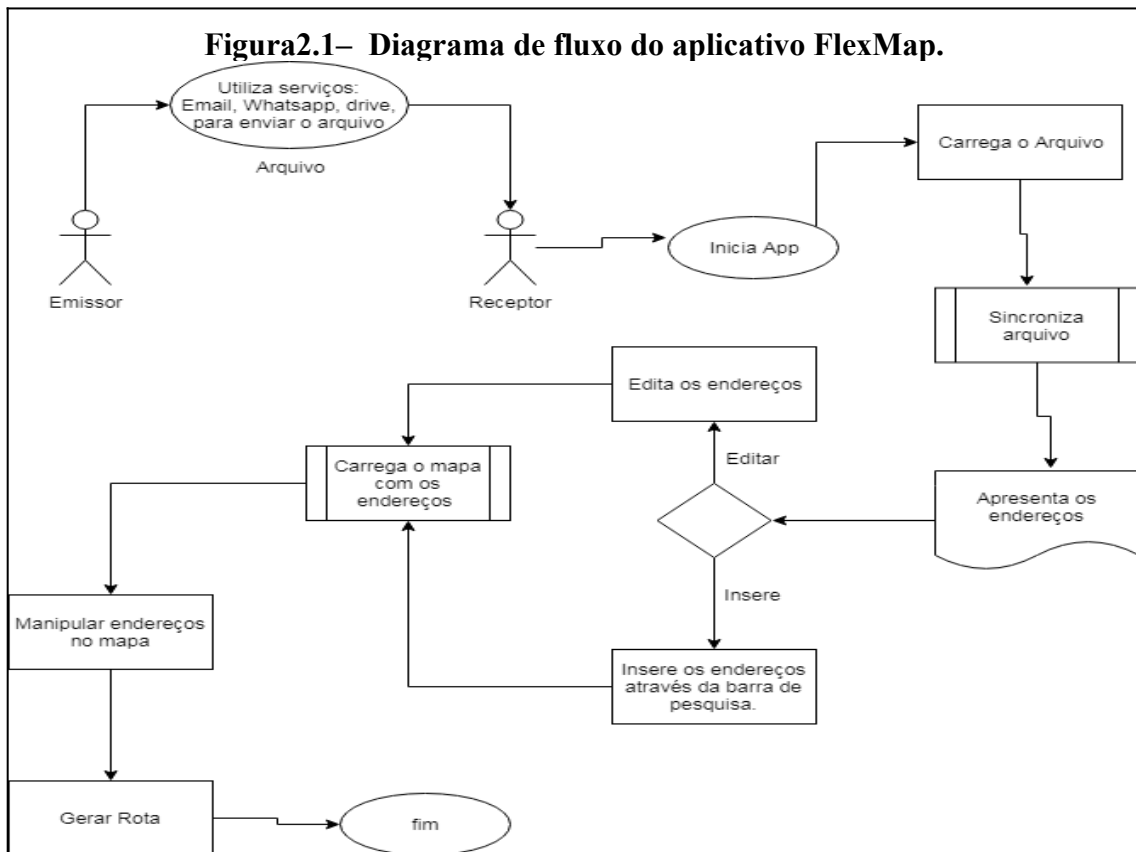 Figura2.1– Diagrama de fluxo do aplicativo FlexMap.
Utiliza serviços:
Email, Whatsapp, drive,
para enviar o arquivo
Arquivo
Emissor
Receptor
Inicia App
Carrega o Arquivo
Sincroniza
arquivo
Apresenta os
endereços
Editar
Edita os endereços
Insere
Insere os endereços
através da barra de
pesquisa.
Carrega o mapa
com os
endereços
Manipular endereços
no mapa
Gerar Rota
fim